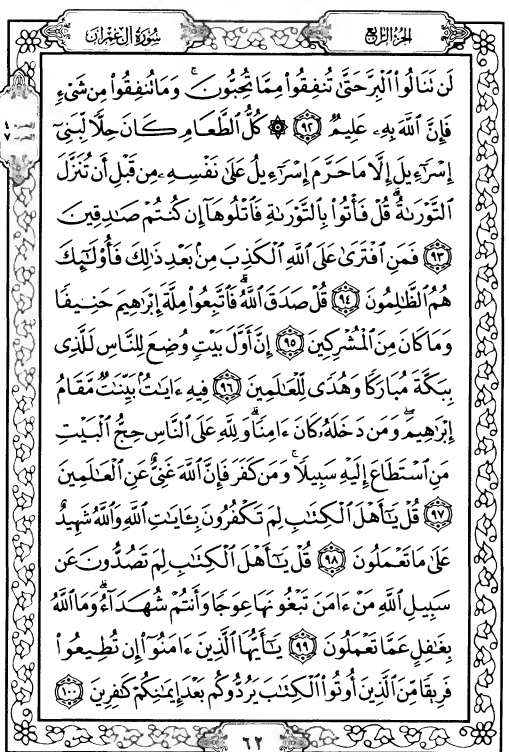 سُورَةُ آلِ عِمْرَانَ
الجُزْءُ الرَّابِعُ
لَن تَنَالُوا۟ ٱلْبِرَّ حَتَّىٰ تُنفِقُوا۟ مِمَّا تُحِبُّونَ ۚ وَمَا تُنفِقُوا۟ مِن شَىْءٍ
فَإِنَّ ٱللَّهَ بِهِۦ عَلِيمٌ ٩٢ ۞ كُلُّ ٱلطَّعَامِ كَانَ حِلًّا لِّبَنِىٓ
إِسْرَٰٓءِيلَ إِلَّا مَا حَرَّمَ إِسْرَٰٓءِيلُ عَلَىٰ نَفْسِهِۦ مِن قَبْلِ أَن تُنَزَّلَ
ٱلتَّوْرَىٰةُ ۗ قُلْ فَأْتُوا۟ بِٱلتَّوْرَىٰةِ فَٱتْلُوهَآ إِن كُنتُمْ صَٰدِقِينَ
٩٣ فَمَنِ ٱفْتَرَىٰ عَلَى ٱللَّهِ ٱلْكَذِبَ مِنۢ بَعْدِ ذَٰلِكَ فَأُو۟لَٰٓئِكَ
هُمُ ٱلظَّٰلِمُونَ ٩٤ قُلْ صَدَقَ ٱللَّهُ ۗ فَٱتَّبِعُوا۟ مِلَّةَ إِبْرَٰهِيمَ حَنِيفًا
وَمَا كَانَ مِنَ ٱلْمُشْرِكِينَ ٩٥ إِنَّ أَوَّلَ بَيْتٍ وُضِعَ لِلنَّاسِ لَلَّذِى
بِبَكَّةَ مُبَارَكًا وَهُدًى لِّلْعَٰلَمِينَ ٩٦ فِيهِ ءَايَٰتٌۢ بَيِّنَٰتٌ مَّقَامُ
إِبْرَٰهِيمَ ۖ وَمَن دَخَلَهُۥ كَانَ ءَامِنًا ۗ وَلِلَّهِ عَلَى ٱلنَّاسِ حِجُّ ٱلْبَيْتِ
مَنِ ٱسْتَطَاعَ إِلَيْهِ سَبِيلًا ۚ وَمَن كَفَرَ فَإِنَّ ٱللَّهَ غَنِىٌّ عَنِ ٱلْعَٰلَمِينَ
٩٧ قُلْ يَٰٓأَهْلَ ٱلْكِتَٰبِ لِمَ تَكْفُرُونَ بِـَٔايَٰتِ ٱللَّهِ وَٱللَّهُ شَهِيدٌ
عَلَىٰ مَا تَعْمَلُونَ ٩٨ قُلْ يَٰٓأَهْلَ ٱلْكِتَٰبِ لِمَ تَصُدُّونَ عَن
سَبِيلِ ٱللَّهِ مَنْ ءَامَنَ تَبْغُونَهَا عِوَجًا وَأَنتُمْ شُهَدَآءُ ۗ وَمَا ٱللَّهُ
بِغَٰفِلٍ عَمَّا تَعْمَلُونَ ٩٩ يَٰٓأَيُّهَا ٱلَّذِينَ ءَامَنُوٓا۟ إِن تُطِيعُوا۟
فَرِيقًا مِّنَ ٱلَّذِينَ أُوتُوا۟ ٱلْكِتَٰبَ يَرُدُّوكُم بَعْدَ إِيمَٰنِكُمْ كَٰفِرِينَ ١٠٠
٦٢